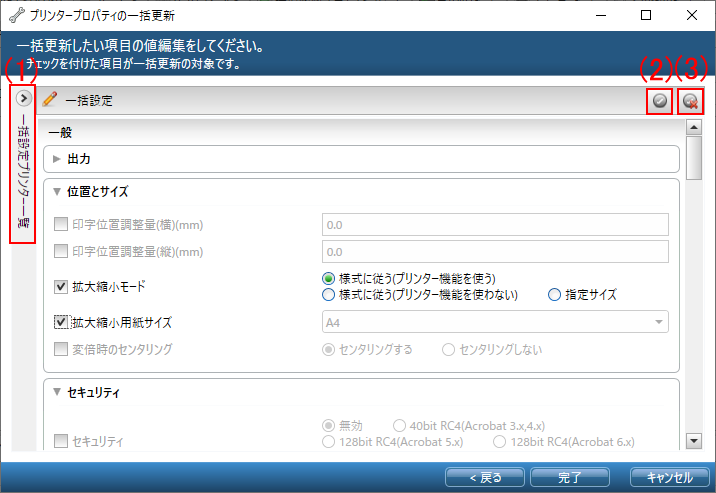 プリンタープロパティの一括更新
一括更新したい項目の値編集をしてください。
チェックを付けた項目が一括更新の対象です。
(1)
(2)(3)
一括設定プリンター一覧
一括設定
一般
出力
位置とサイズ
印字位置調整量(横)(mm) 0.0
印字位置調整量(縦)(mm) 0.0
拡大縮小モード 様式に従う(プリンター機能を使う)
様式に従う(プリンター機能を使わない) 指定サイズ
拡大縮小用紙サイズ A4
変倍時のセンタリング センタリングする センタリングしない
セキュリティ
無効 40bit RC4(Acrobat 3.x,4.x)
セキュリティ 128bit RC4(Acrobat 5.x) 128bit RC4(Acrobat 6.x)
< 戻る 完了 キャンセル